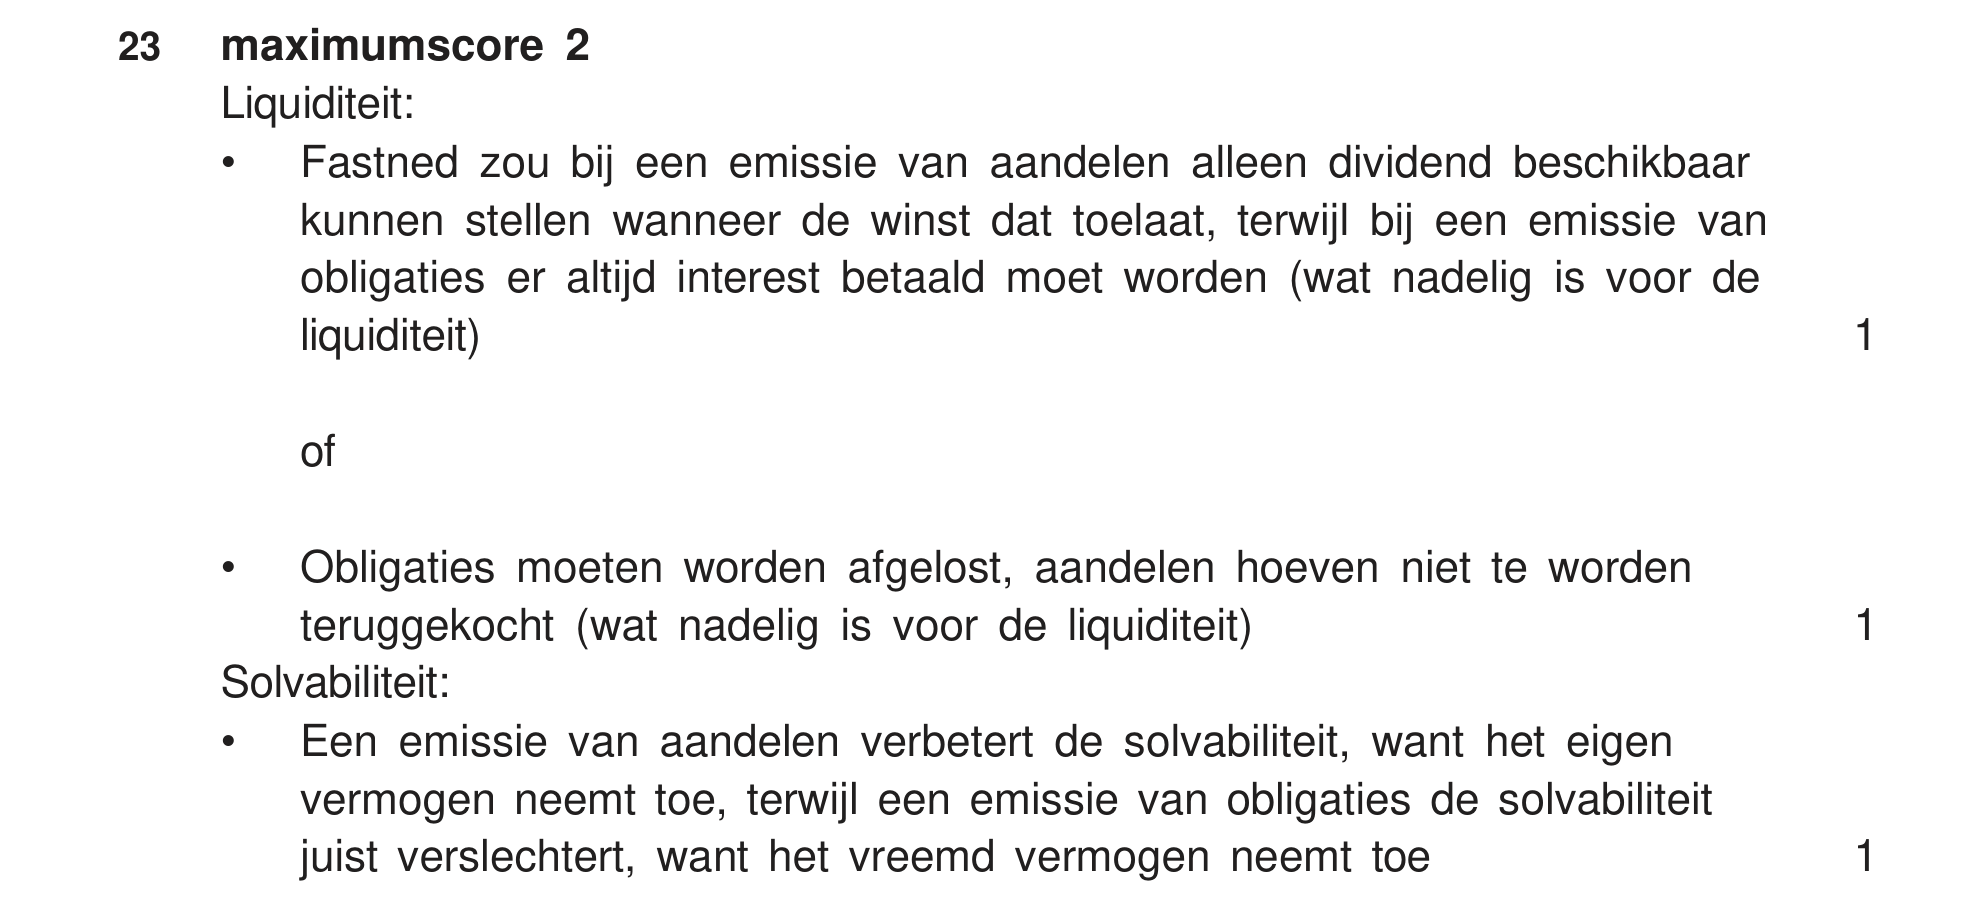 23 maximumscore 2
Liquiditeit:
• Fastned zou bij een emissie van aandelen alleen dividend beschikbaar
kunnen stellen wanneer de winst dat toelaat, terwijl bij een emissie van
obligaties er altijd interest betaald moet worden (wat nadelig is voor de
liquiditeit) 1
of
• Obligaties moeten worden afgelost, aandelen hoeven niet te worden
teruggekocht (wat nadelig is voor de liquiditeit) 1
Solvabiliteit:
• Een emissie van aandelen verbetert de solvabiliteit, want het eigen
vermogen neemt toe, terwijl een emissie van obligaties de solvabiliteit
juist verslechtert, want het vreemd vermogen neemt toe 1